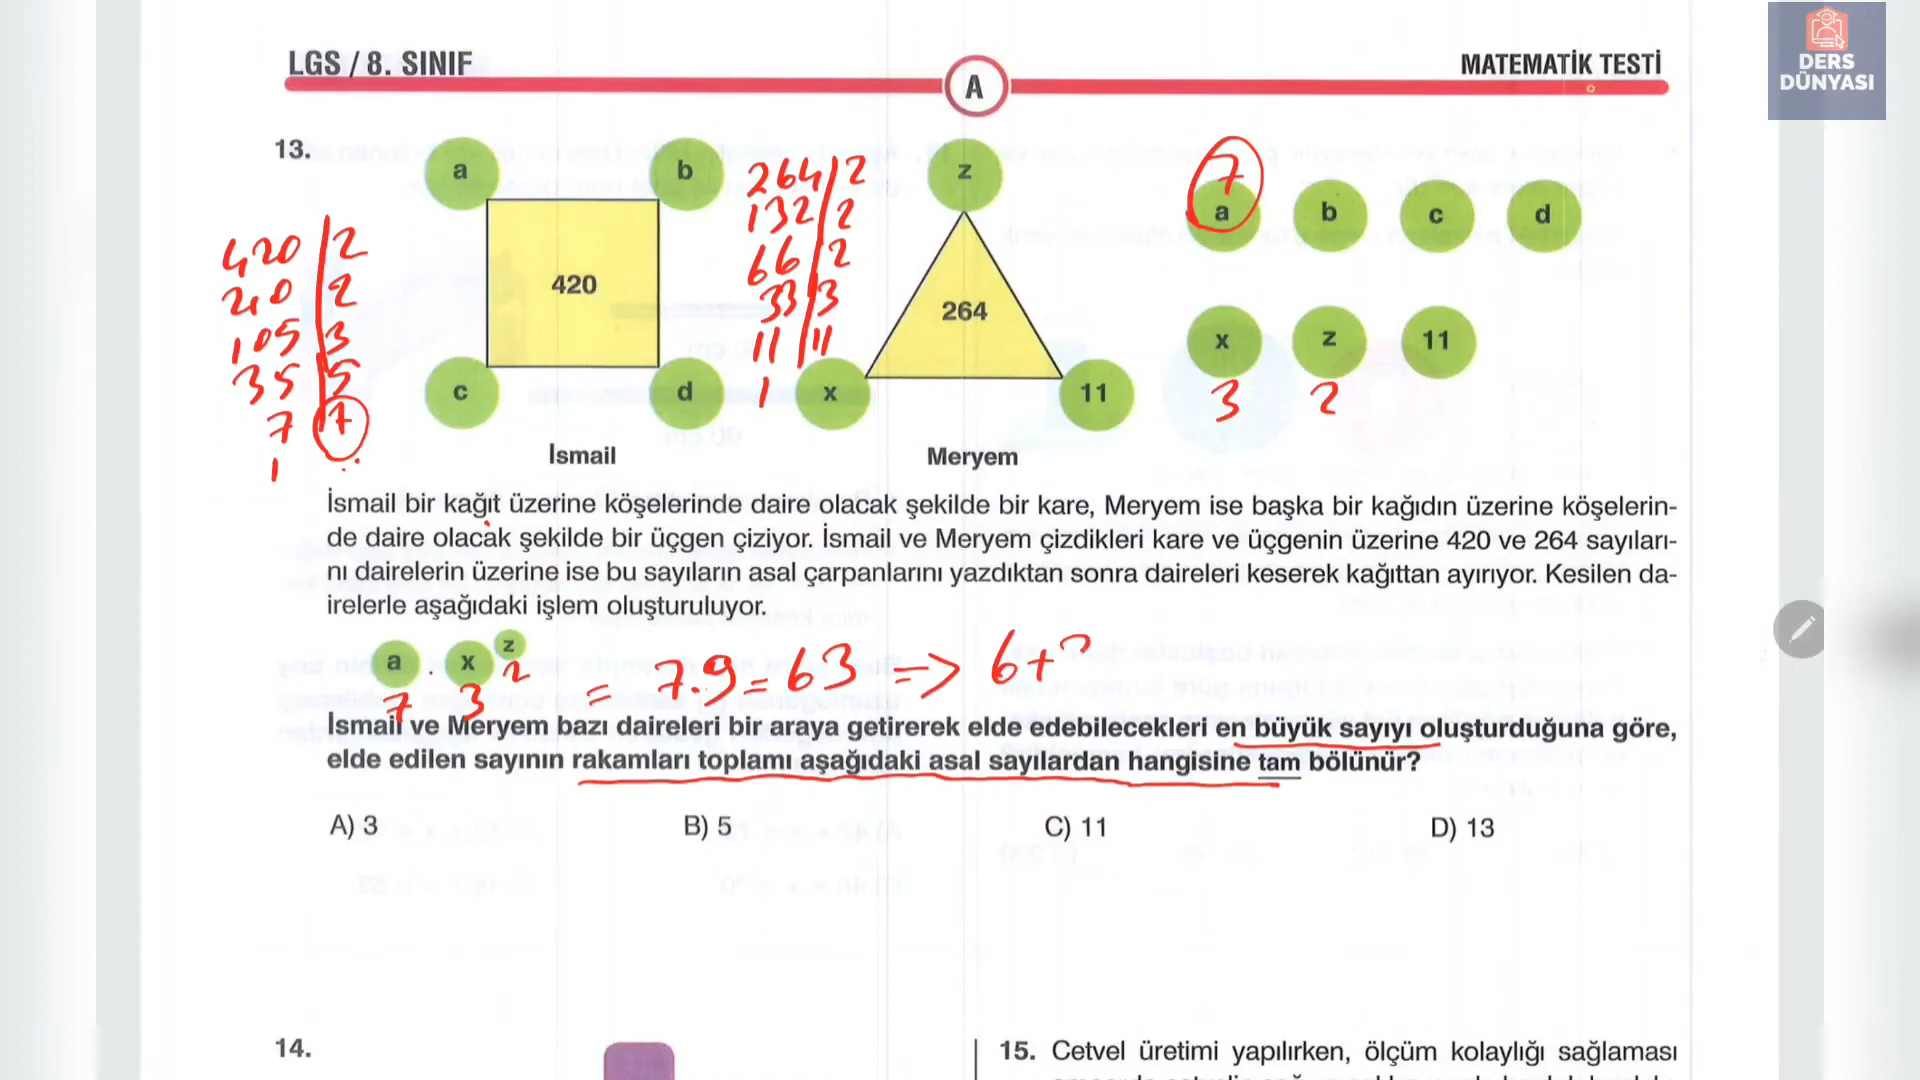 LGS / 8. SINIF
A
MATEMATİK TESTİ
DERS
DÜNYASI
13.
a
b
420
c
d
İsmail
420 2
210 2
105 3
35 5
7 7
1
264 2
132 2
66 2
33 3
11 11
1
z
264
x
11
Meryem
7
a b c d
x z 11
3 2
İsmail bir kağıt üzerine köşelerinde daire olacak şekilde bir kare, Meryem ise başka bir kağıdın üzerine köşelerin-
de daire olacak şekilde bir üçgen çiziyor. İsmail ve Meryem çizdikleri kare ve üçgenin üzerine 420 ve 264 sayıları-
nı dairelerin üzerine ise bu sayıların asal çarpanlarını yazdıktan sonra daireleri keserek kağıttan ayırıyor. Kesilen da-
irelerle aşağıdaki işlem oluşturuluyor.
a . x z
7 3 2 = 7.9 = 63 => 6+
İsmail ve Meryem bazı daireleri bir araya getirerek elde edebilecekleri en büyük sayıyı oluşturduğuna göre,
elde edilen sayının rakamları toplamı aşağıdaki asal sayılardan hangisine tam bölünür?
A) 3 B) 5 C) 11 D) 13
14.
15. Cetvel üretimi yapılırken, ölçüm kolaylığı sağlaması